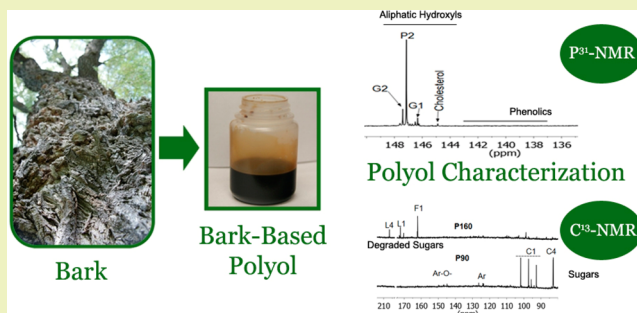 Aliphatic Hydroxyls
P2
G2
G1
Cholesterol
Phenolics
148 146 144 142 140 138 136
(ppm)
P³¹-NMR
Polyol Characterization
Bark
Bark-Based
Polyol
F1
L4
L1
P160
Degraded Sugars
C1
C4
P90
Ar-O-
Ar
Sugars
210 190 170 150 130 110 90
(ppm)
C¹³-NMR